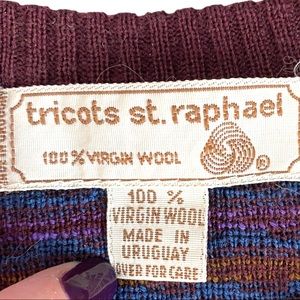 tricots st. raphael
100% VIRGIN WOOL
®
100 %
VIRGIN WOOL
MADE IN
URUGUAY
OVER FOR CARE